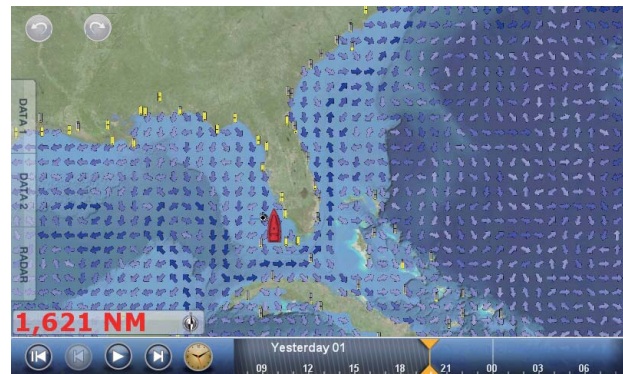 DATA 1
DATA 2
RADAR
1,621 NM
Yesterday 01
09 12 15 18 21 00 03 06